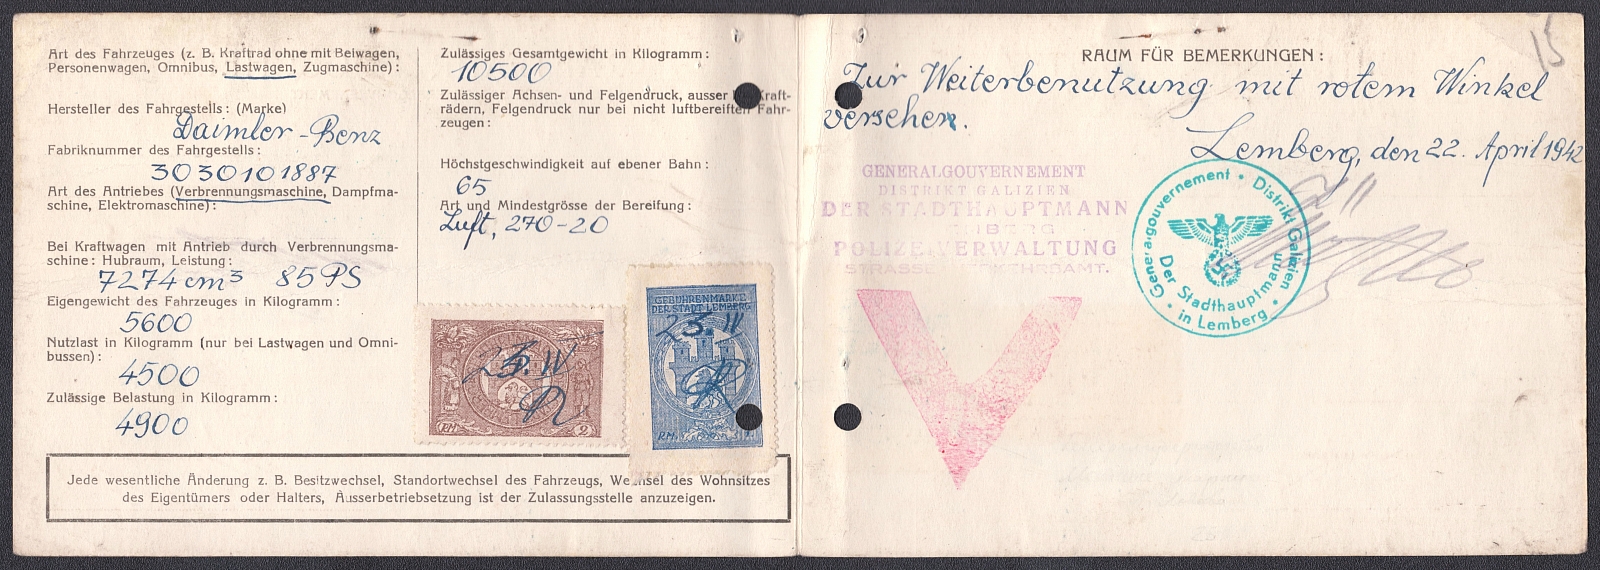 Art des Fahrzeuges (z. B. Kraftrad ohne mit Beiwagen,
Personenwagen, Omnibus, Lastwagen, Zugmaschine) :
Hersteller des Fahrgestells : (Marke)
Daimler-Benz
Fabriknummer des Fahrgestells :
3030101887
Art des Antriebes (Verbrennungsmaschine, Dampfma-
schine, Elektromaschine) :
Bei Kraftwagen mit Antrieb durch Verbrennungsma-
schine : Hubraum, Leistung :
7274 cm³ 85 PS
Eigengewicht des Fahrzeuges in Kilogramm :
5600
Nutzlast in Kilogramm (nur bei Lastwagen und Omni-
bussen) :
4500
Zulässige Belastung in Kilogramm :
4900
Zulässiges Gesamtgewicht in Kilogramm :
10500
Zulässiger Achsen- und Felgendruck, ausser Kraft-
rädern, Felgendruck nur bei nicht luftbereiften Fahr-
zeugen :
Höchstgeschwindigkeit auf ebener Bahn :
65
Art und Mindestgrösse der Bereifung :
Luft, 270-20
RM. 2
GEBÜHRENMARKE
DER STADT LEMBERG
RM.
Jede wesentliche Änderung z. B. Besitzwechsel, Standortwechsel des Fahrzeugs, Wechsel des Wohnsitzes
des Eigentümers oder Halters, Ausserbetriebsetzung ist der Zulassungsstelle anzuzeigen.
15
RAUM FÜR BEMERKUNGEN :
Zur Weiterbenutzung mit rotem Winkel
versehen.
Lemberg, den 22. April 1942
GENERALGOUVERNEMENT
DISTRIKT GALIZIEN
DER STADTHAUPTMANN
LEMBERG
POLIZEIVERWALTUNG
Generalgouvernement • Distrikt Galizien
Der Stadthauptmann
in Lemberg
V